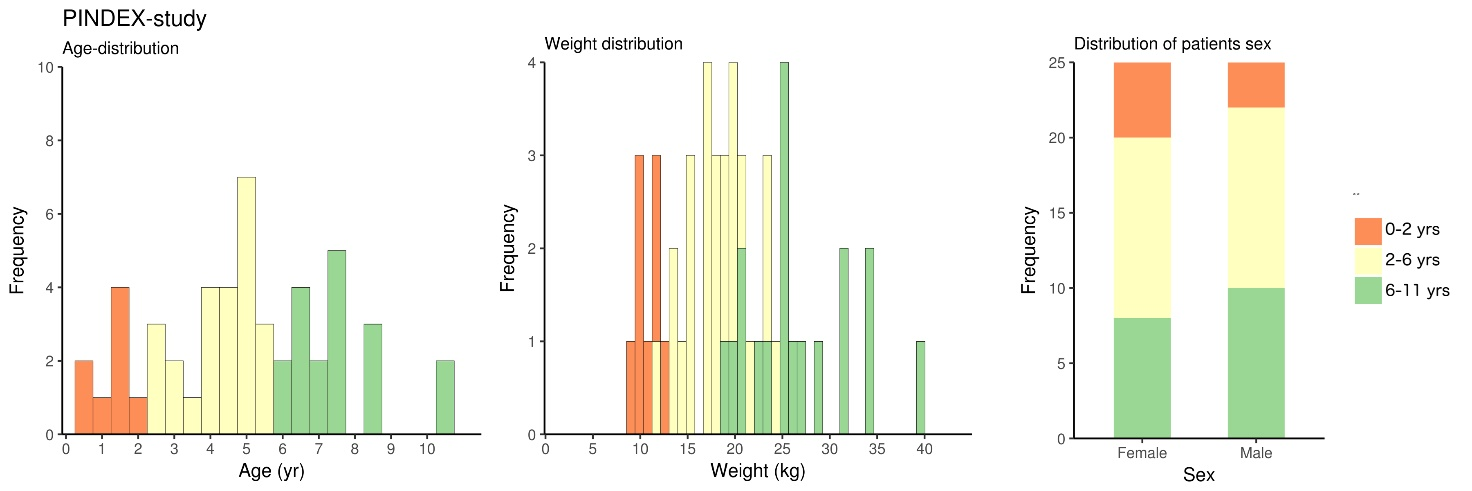 PINDEX-study
Age-distribution
10
8
6
4
2
0
Frequency
0 1 2 3 4 5 6 7 8 9 10
Age (yr)
Weight distribution
4
3
2
1
0
Frequency
0 5 10 15 20 25 30 35 40
Weight (kg)
Distribution of patients sex
25
20
15
10
5
0
Frequency
Female Male
Sex
0-2 yrs
2-6 yrs
6-11 yrs